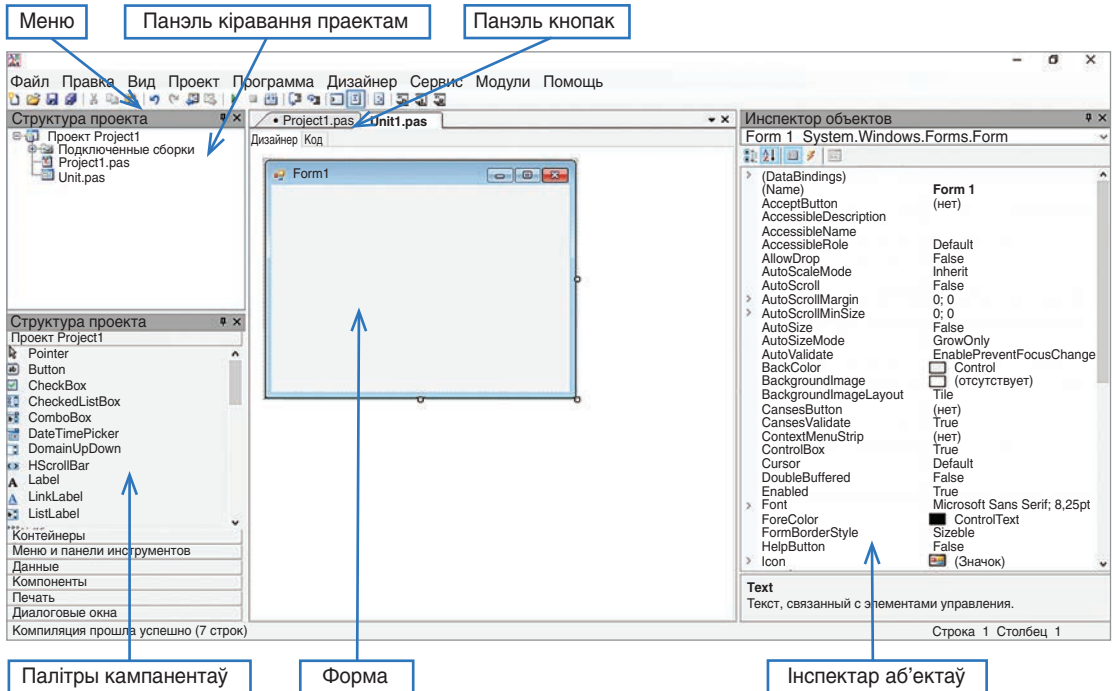 Меню
Панэль кіравання праектам
Панэль кнопак
Файл Правка Вид Проект Программа Дизайнер Сервис Модули Помощь
Структура проекта
Проект Project1
Подключенные сборки
Project1.pas
Unit.pas
Структура проекта
Проект Project1
Pointer
Button
CheckBox
CheckedListBox
ComboBox
DateTimePicker
DomainUpDown
HScrollBar
Label
LinkLabel
ListLabel
Контейнеры
Меню и панели инструментов
Данные
Компоненты
Печать
Диалоговые окна
• Project1.pas
Unit1.pas
Дизайнер Код
Form1
Инспектор объектов
Form 1 System.Windows.Forms.Form
(DataBindings)
(Name) Form 1
AcceptButton (нет)
AccessibleDescription
AccessibleName
AccessibleRole Default
AllowDrop False
AutoScaleMode Inherit
AutoScroll False
AutoScrollMargin 0; 0
AutoScrollMinSize 0; 0
AutoSize False
AutoSizeMode GrowOnly
AutoValidate EnablePreventFocusChange
BackColor Control
BackgroundImage (отсутствует)
BackgroundImageLayout Tile
CansesButton (нет)
CansesValidate True
ContextMenuStrip (нет)
ControlBox True
Cursor Default
DoubleBuffered False
Enabled True
Font Microsoft Sans Serif; 8,25pt
ForeColor ControlText
FormBorderStyle Sizeble
HelpButton False
Icon (Значок)
Text
Текст, связанный с элементами управления.
Компиляция прошла успешно (7 строк)
Строка 1 Столбец 1
Палітры кампанентаў
Форма
Інспектар аб’ектаў